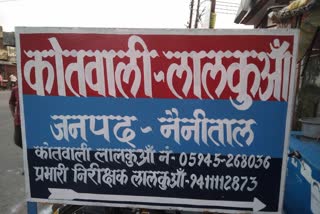 कोतवाली-लालकुआँ
जनपद-नैनीताल
कोतवाली लालकुआँ नं-05945-268036
प्रभारी निरीक्षक लालकुआँ-9411112873